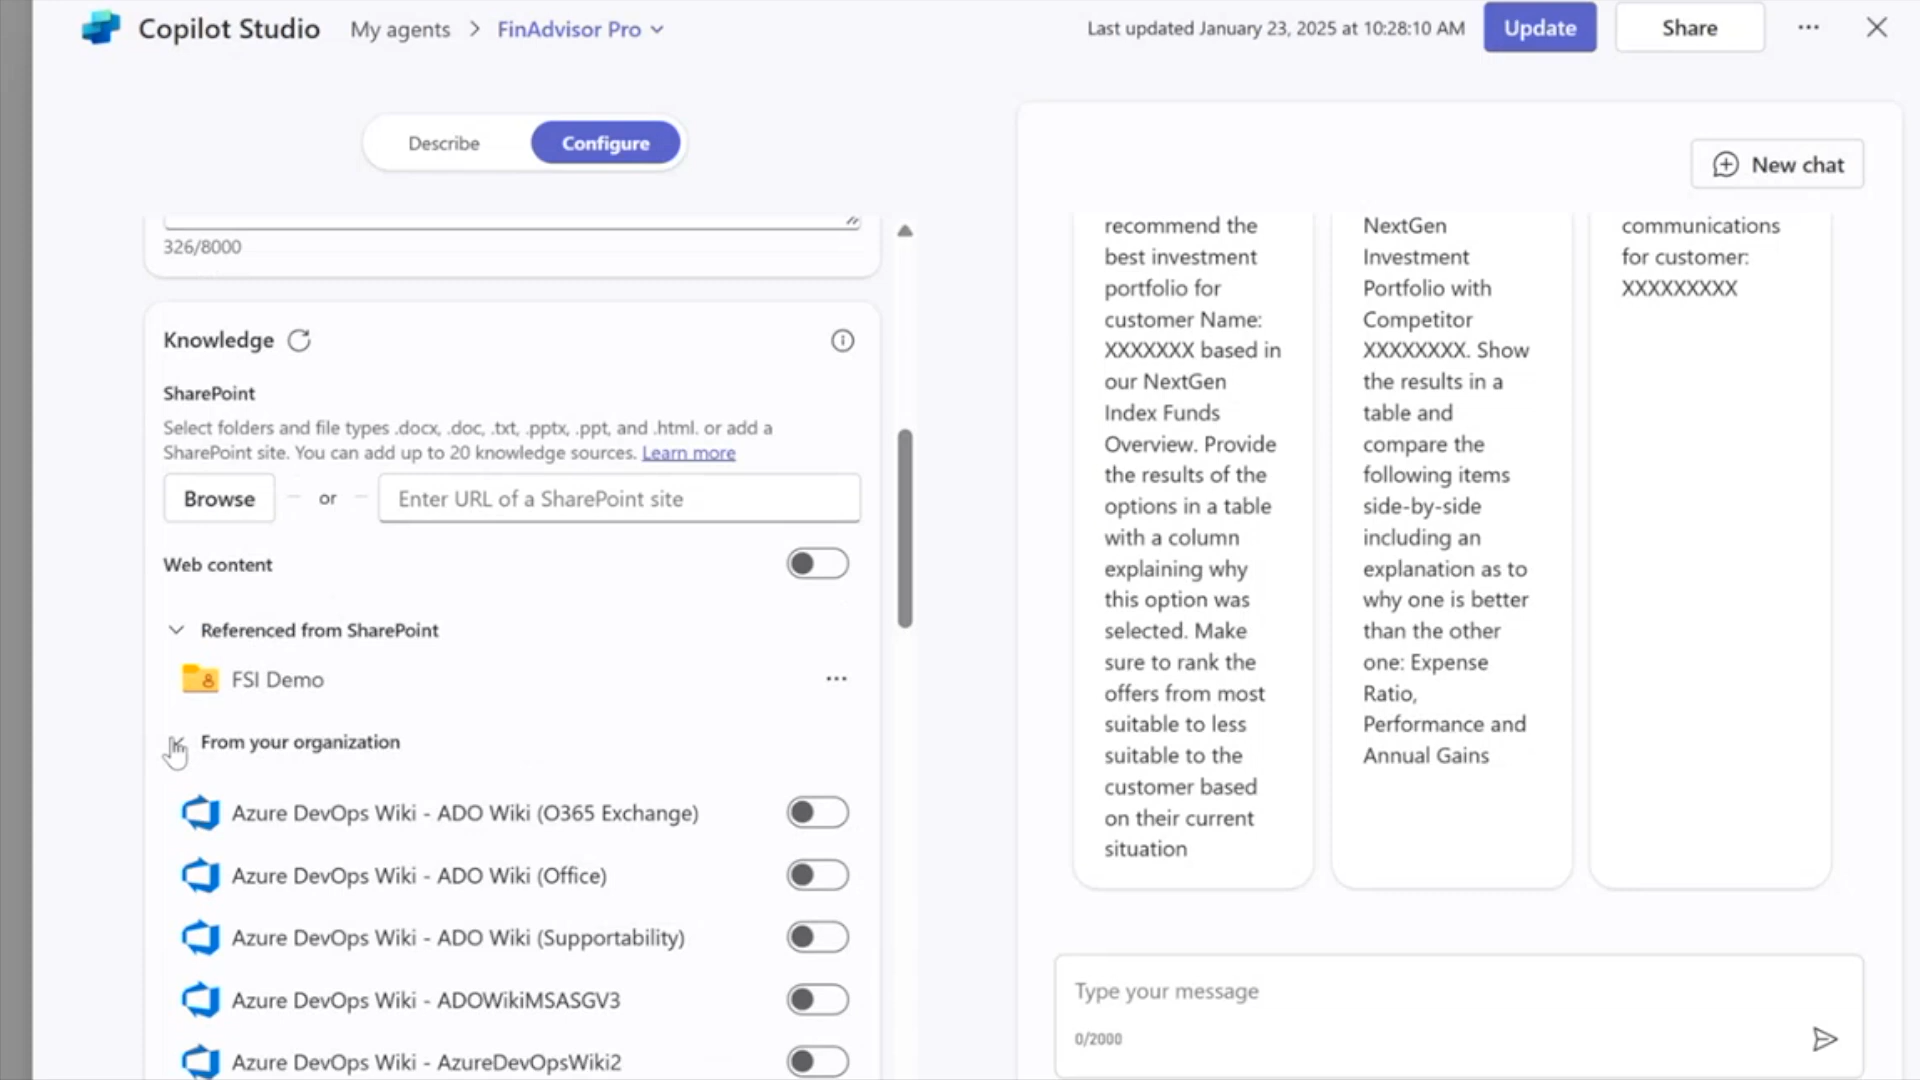 Copilot Studio
My agents
FinAdvisor Pro
Last updated January 23, 2025 at 10:28:10 AM
Update
Share
Describe
Configure
New chat
326/8000
Knowledge
SharePoint
Select folders and file types .docx, .doc, .txt, .pptx, .ppt, and .html. or add a
SharePoint site. You can add up to 20 knowledge sources. Learn more
Browse
or
Enter URL of a SharePoint site
Web content
Referenced from SharePoint
FSI Demo
From your organization
Azure DevOps Wiki - ADO Wiki (O365 Exchange)
Azure DevOps Wiki - ADO Wiki (Office)
Azure DevOps Wiki - ADO Wiki (Supportability)
Azure DevOps Wiki - ADOWikiMSASGV3
Azure DevOps Wiki - AzureDevOpsWiki2
recommend the
best investment
portfolio for
customer Name:
XXXXXXX based in
our NextGen
Index Funds
Overview. Provide
the results of the
options in a table
with a column
explaining why
this option was
selected. Make
sure to rank the
offers from most
suitable to less
suitable to the
customer based
on their current
situation
NextGen
Investment
Portfolio with
Competitor
XXXXXXXX. Show
the results in a
table and
compare the
following items
side-by-side
including an
explanation as to
why one is better
than the other
one: Expense
Ratio,
Performance and
Annual Gains
communications
for customer:
XXXXXXXXX
Type your message
0/2000